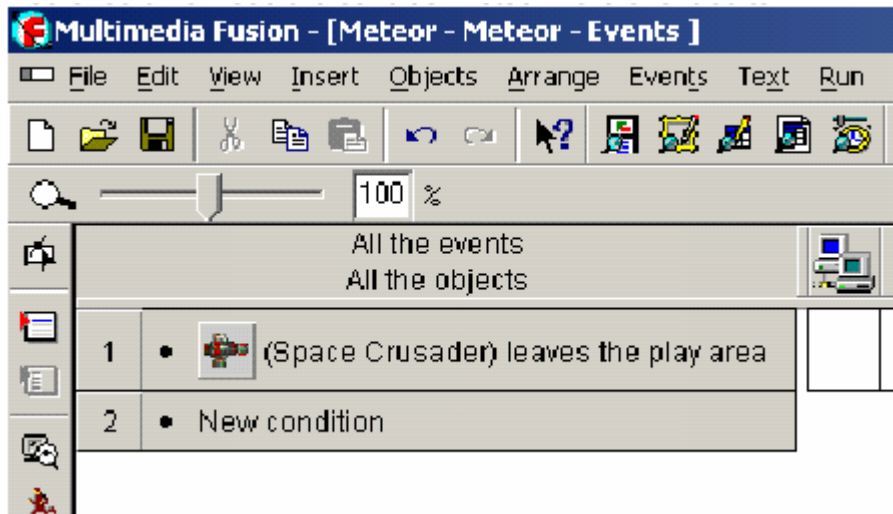 Multimedia Fusion - [Meteor - Meteor - Events ]
File Edit View Insert Objects Arrange Events Text Run
100 %
All the events
All the objects
1 • (Space Crusader) leaves the play area
2 • New condition